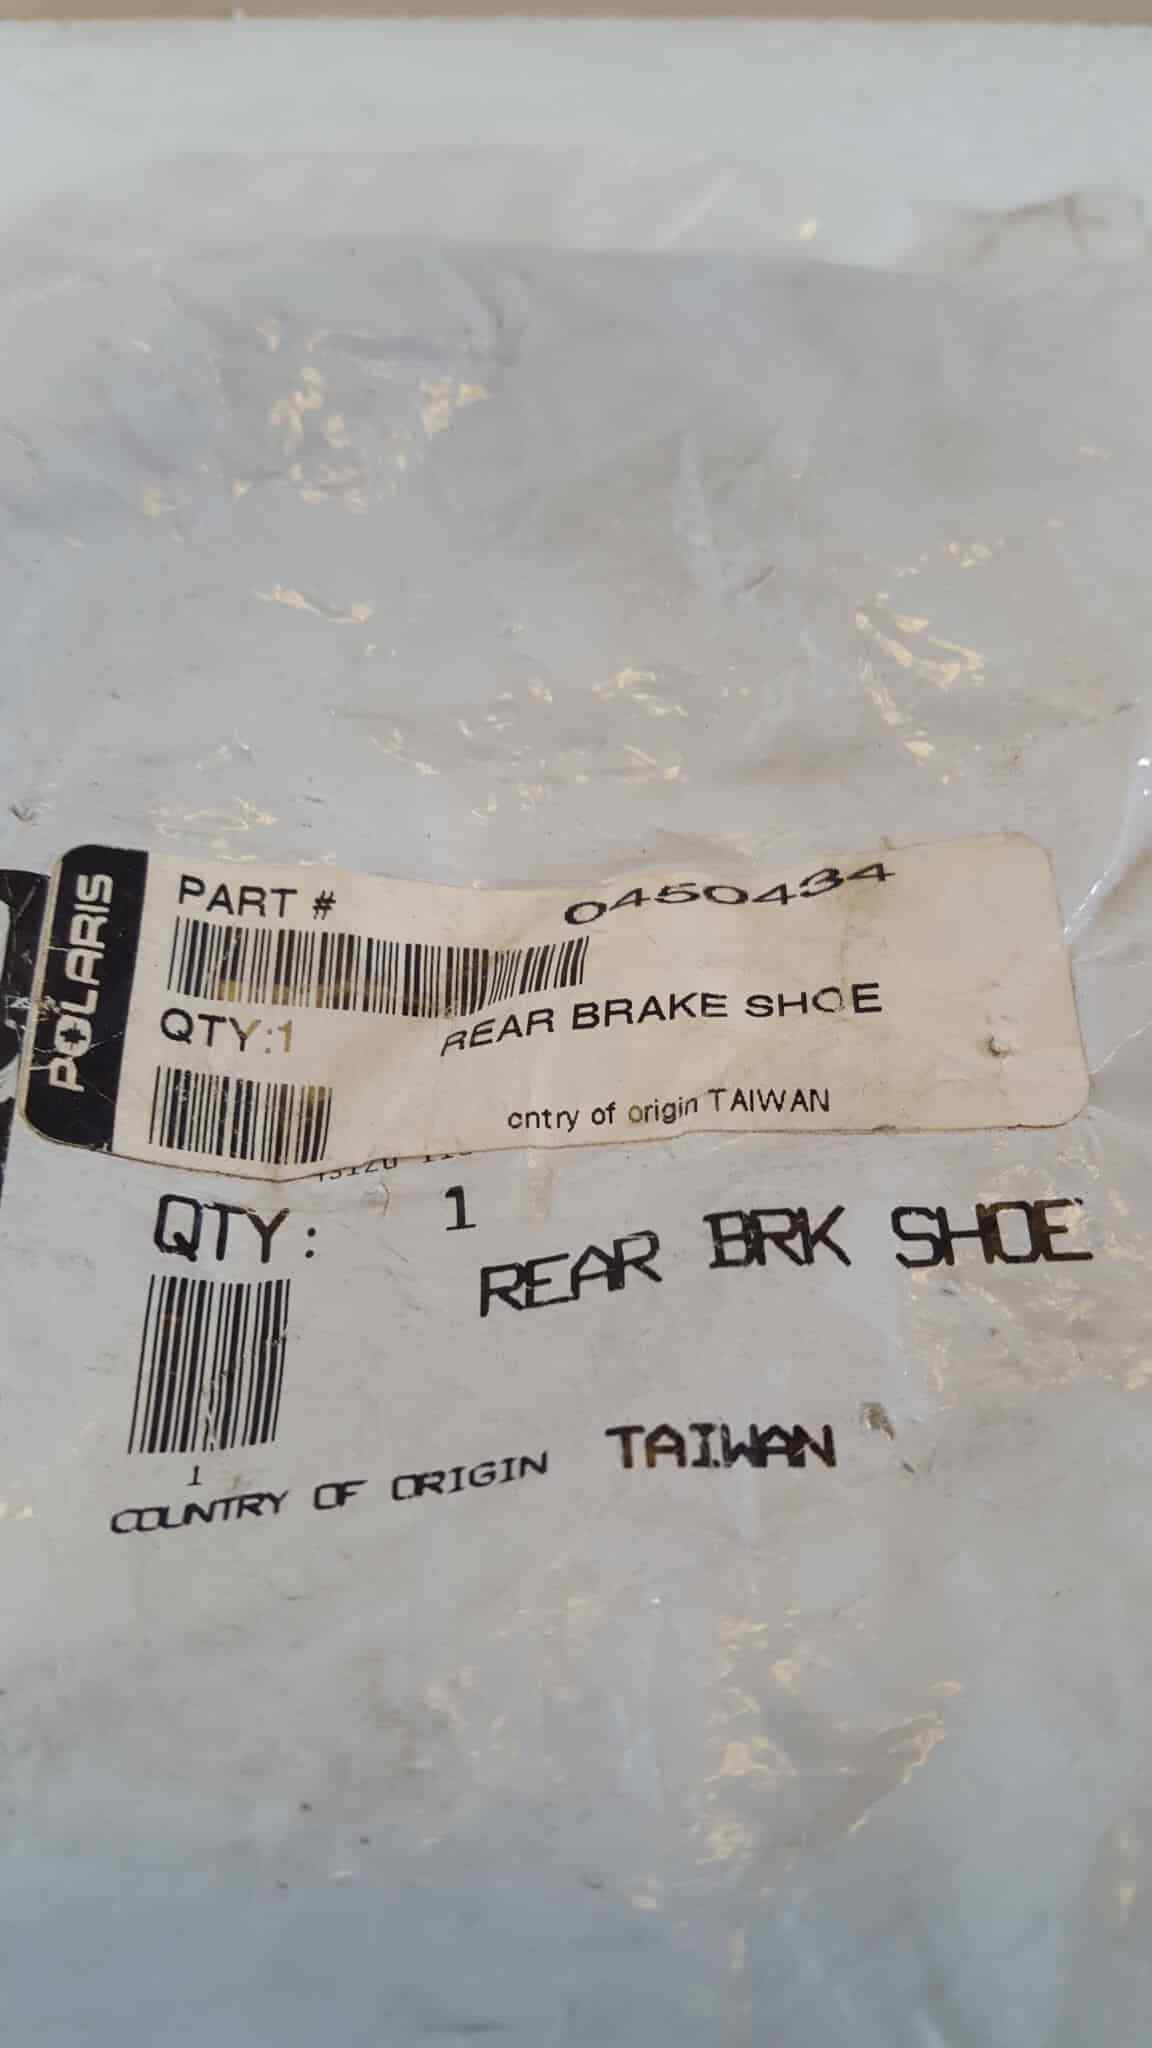 POLARIS
PART # 0450434
QTY:1 REAR BRAKE SHOE
cntry of origin TAIWAN
QTY: 1 REAR BRK SHOE
1
COUNTRY OF ORIGIN TAIWAN